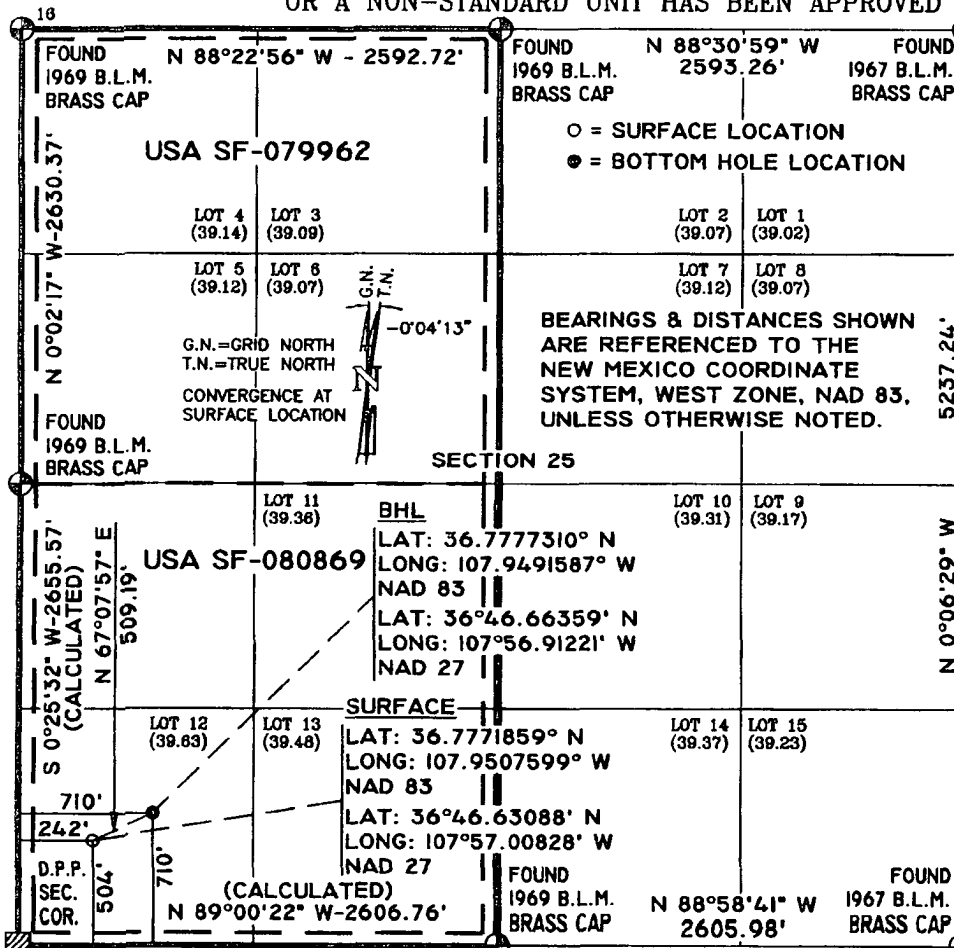 OR A NON-STANDARD UNIT HAS BEEN APPROVED
16
FOUND
1969 B.L.M.
BRASS CAP
N 88°22'56" W - 2592.72'
FOUND
1969 B.L.M.
BRASS CAP
N 88°30'59" W
2593.26'
FOUND
1967 B.L.M.
BRASS CAP
O = SURFACE LOCATION
= BOTTOM HOLE LOCATION
USA SF-079962
N 0°02'17" W-2630.37'
LOT 4
(39.14)
LOT 3
(39.09)
LOT 2
(39.07)
LOT 1
(39.02)
LOT 5
(39.12)
LOT 6
(39.07)
LOT 7
(39.12)
LOT 8
(39.07)
G.N.
T.N.
-0°04'13"
G.N.=GRID NORTH
T.N.=TRUE NORTH
CONVERGENCE AT
SURFACE LOCATION
N
BEARINGS & DISTANCES SHOWN
ARE REFERENCED TO THE
NEW MEXICO COORDINATE
SYSTEM, WEST ZONE, NAD 83,
UNLESS OTHERWISE NOTED.
N 0°06'29" W
5237.24'
FOUND
1969 B.L.M.
BRASS CAP
SECTION 25
LOT 11
(39.36)
LOT 10
(39.31)
LOT 9
(39.17)
USA SF-080869
BHL
LAT: 36.7777310° N
LONG: 107.9491587° W
NAD 83
LAT: 36°46.66359' N
LONG: 107°56.91221' W
NAD 27
S 0°25'32" W-2655.57'
(CALCULATED)
N 67°07'57" E
509.19'
LOT 12
(39.63)
LOT 13
(39.48)
LOT 14
(39.37)
LOT 15
(39.23)
SURFACE
LAT: 36.7771859° N
LONG: 107.9507599° W
NAD 83
LAT: 36°46.63088' N
LONG: 107°57.00828' W
NAD 27
710'
242'
504'
710'
D.P.P.
SEC.
COR.
(CALCULATED)
N 89°00'22" W-2606.76'
FOUND
1969 B.L.M.
BRASS CAP
N 88°58'41" W
2605.98'
FOUND
1967 B.L.M.
BRASS CAP